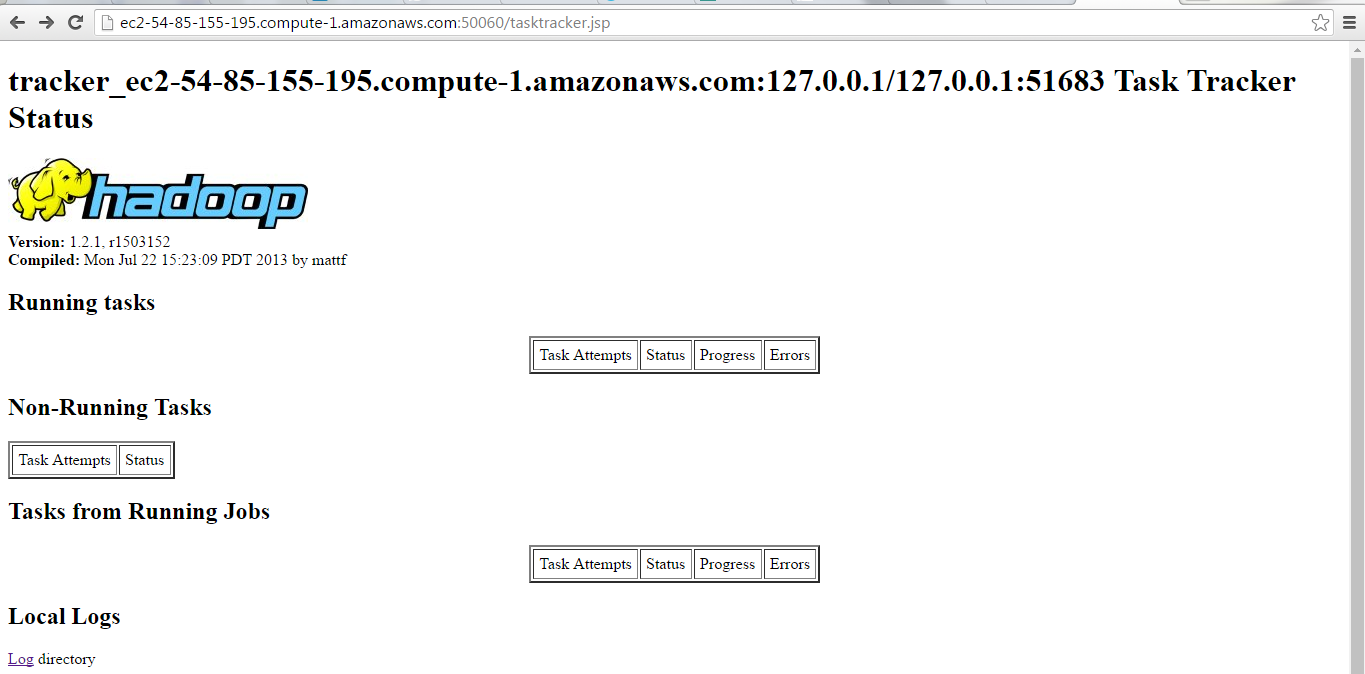 ec2-54-85-155-195.compute-1.amazonaws.com:50060/tasktracker.jsp
tracker_ec2-54-85-155-195.compute-1.amazonaws.com:127.0.0.1/127.0.0.1:51683 Task Tracker
Status
hadoop
Version: 1.2.1, r1503152
Compiled: Mon Jul 22 15:23:09 PDT 2013 by mattf
Running tasks
Task Attempts Status Progress Errors
Non-Running Tasks
Task Attempts Status
Tasks from Running Jobs
Task Attempts Status Progress Errors
Local Logs
Log directory